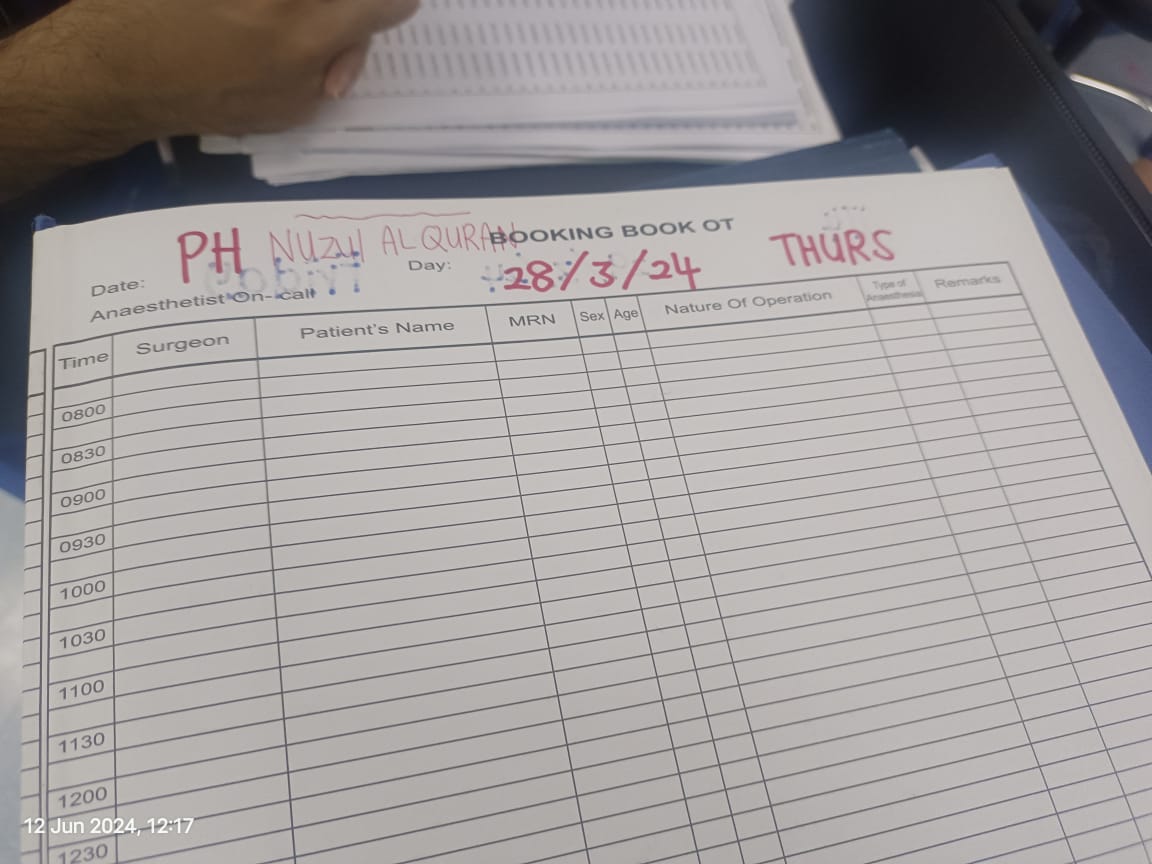 PH NUZUL AL QURAN BOOKING BOOK OT
Date: Day: 28/3/24 THURS
Anaesthetist On-call
Time Surgeon Patient's Name MRN Sex Age Nature Of Operation Type of Anaesthesia Remarks
0800
0830
0900
0930
1000
1030
1100
1130
1200
1230
12 Jun 2024, 12:17